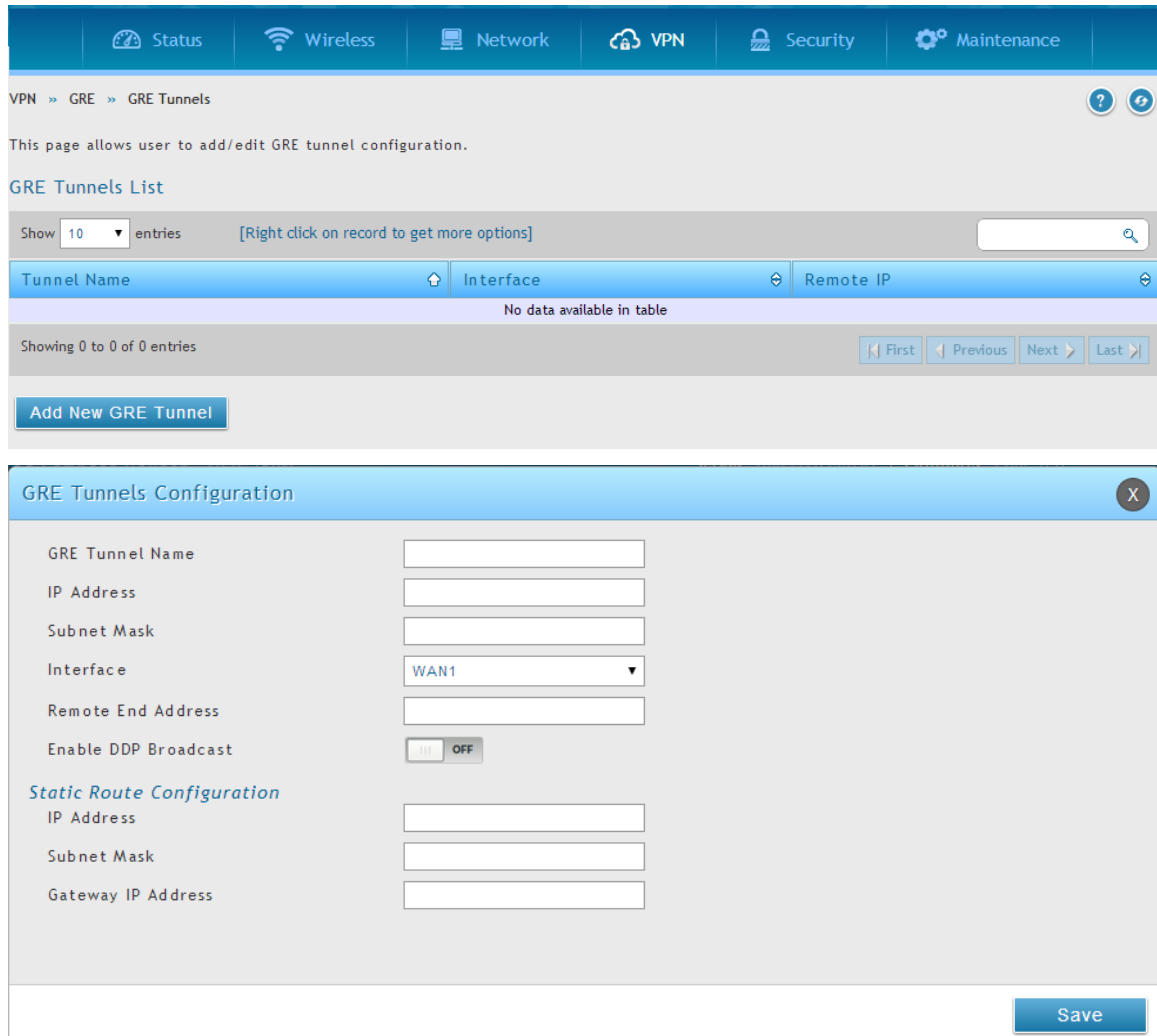 Status Wireless Network VPN Security Maintenance
VPN » GRE » GRE Tunnels ?
This page allows user to add/edit GRE tunnel configuration.
GRE Tunnels List
Show 10 entries [Right click on record to get more options]
Tunnel Name Interface Remote IP
No data available in table
Showing 0 to 0 of 0 entries First Previous Next Last
Add New GRE Tunnel
GRE Tunnels Configuration X
GRE Tunnel Name
IP Address
Subnet Mask
Interface WAN1
Remote End Address
Enable DDP Broadcast OFF
Static Route Configuration
IP Address
Subnet Mask
Gateway IP Address
Save